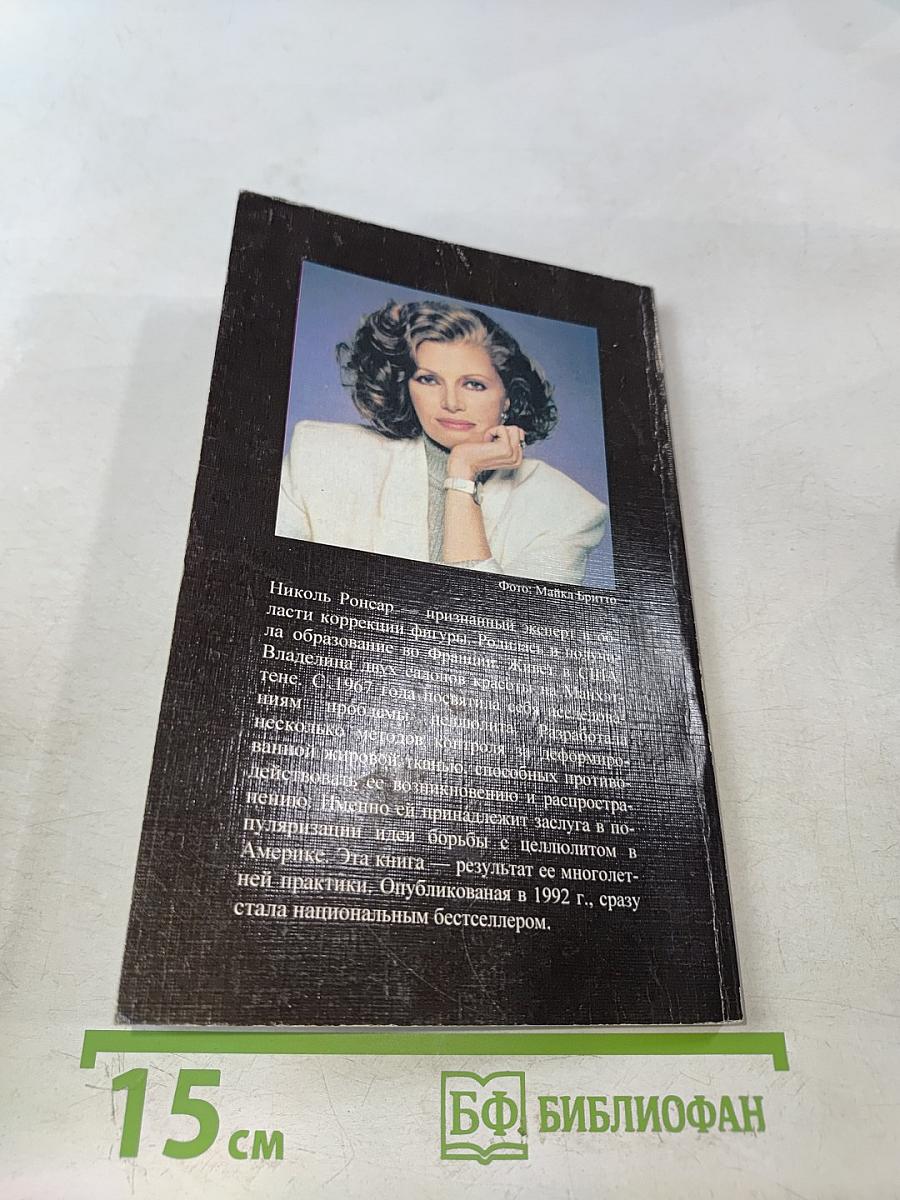 Фото: Майкл Бритто
Николь Ронсар — признанный эксперт в об-
ласти коррекции фигуры. Родилась и получи-
ла образование во Франции. Живет в США.
Владелица двух салонов красоты на Манхэт-
тене. С 1967 года посвятила себя исследова-
ниям проблемы целлюлита. Разработала
несколько методов контроля за деформиро-
ванной жировой тканью, способных противо-
действовать ее возникновению и распростра-
нению. Именно ей принадлежит заслуга в по-
пуляризации идеи борьбы с целлюлитом в
Америке. Эта книга — результат ее многолет-
ней практики. Опубликованая в 1992 г., сразу
стала национальным бестселлером.
15 см
БФ БИБЛИОФАН